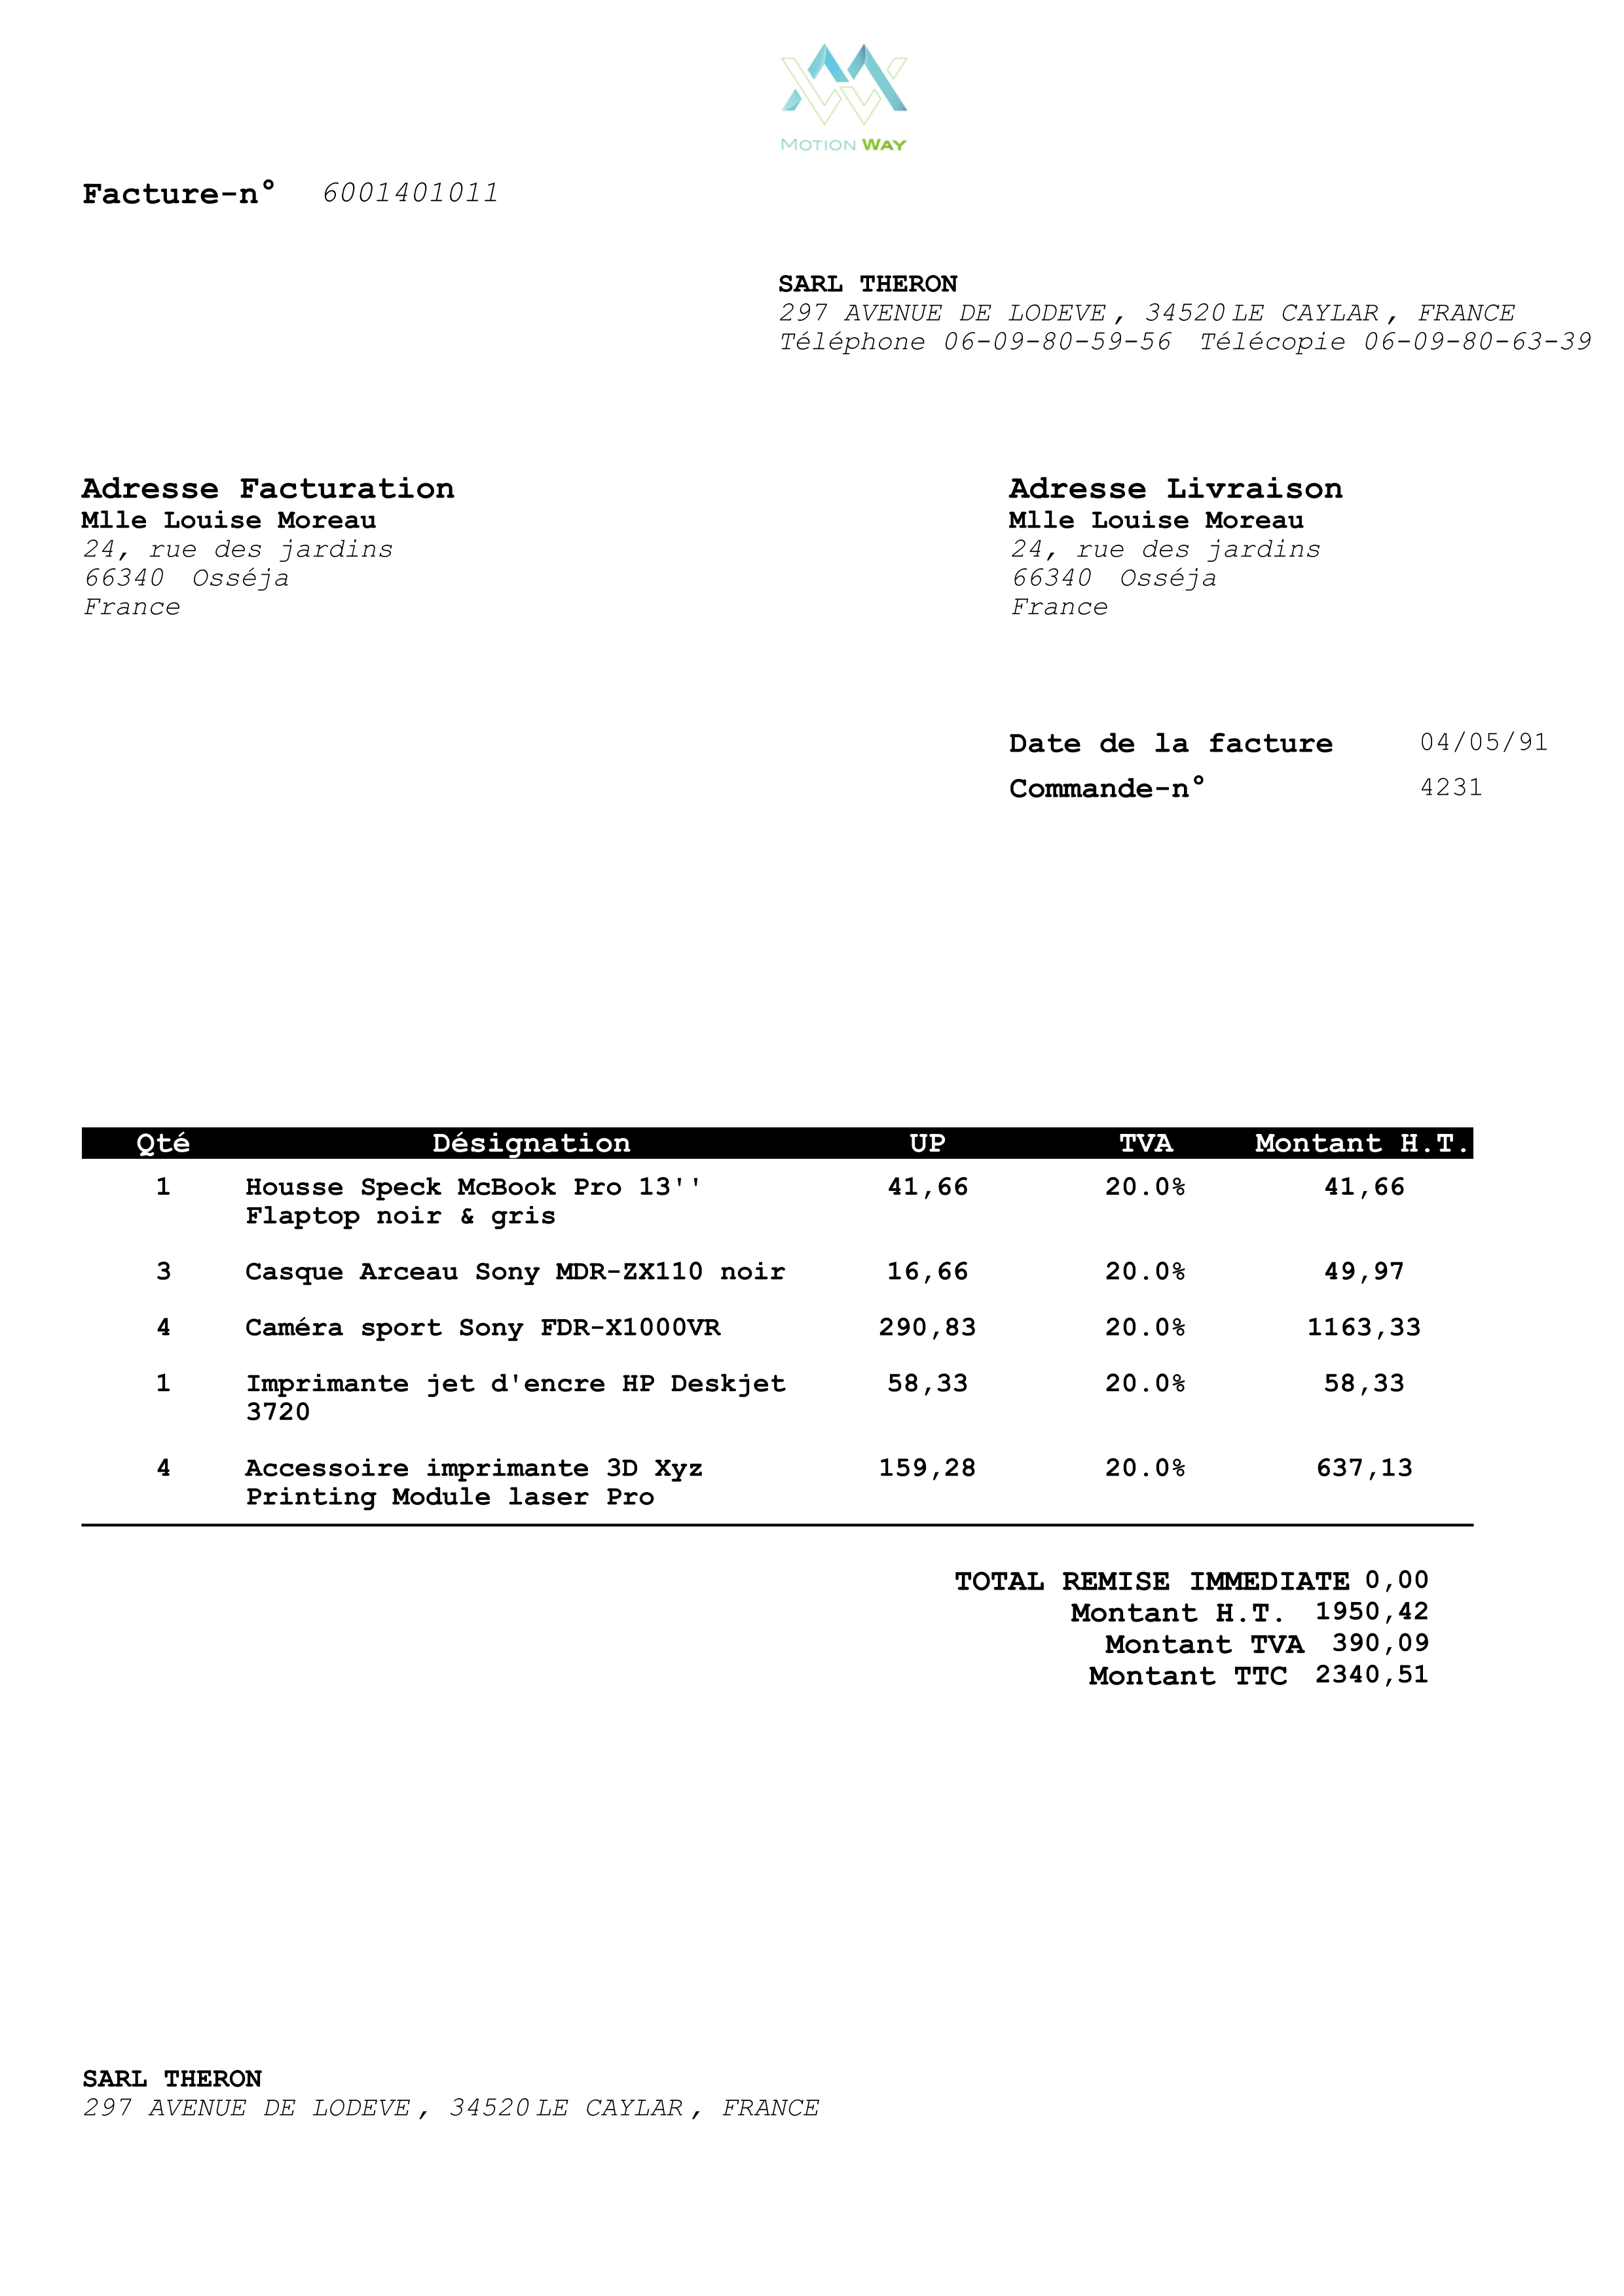 MOTION WAY
Facture-n° 6001401011
SARL THERON
297 AVENUE DE LODEVE, 34520 LE CAYLAR, FRANCE
Téléphone 06-09-80-59-56 Télécopie 06-09-80-63-39
Adresse Facturation
Mlle Louise Moreau
24, rue des jardins
66340 Osséja
France
Adresse Livraison
Mlle Louise Moreau
24, rue des jardins
66340 Osséja
France
Date de la facture 04/05/91
Commande-n° 4231
Qté Désignation UP TVA Montant H.T.
1 Housse Speck McBook Pro 13'' 41,66 20.0% 41,66
Flaptop noir & gris
3 Casque Arceau Sony MDR-ZX110 noir 16,66 20.0% 49,97
4 Caméra sport Sony FDR-X1000VR 290,83 20.0% 1163,33
1 Imprimante jet d'encre HP Deskjet 58,33 20.0% 58,33
3720
4 Accessoire imprimante 3D Xyz 159,28 20.0% 637,13
Printing Module laser Pro
TOTAL REMISE IMMEDIATE 0,00
Montant H.T. 1950,42
Montant TVA 390,09
Montant TTC 2340,51
SARL THERON
297 AVENUE DE LODEVE, 34520 LE CAYLAR, FRANCE